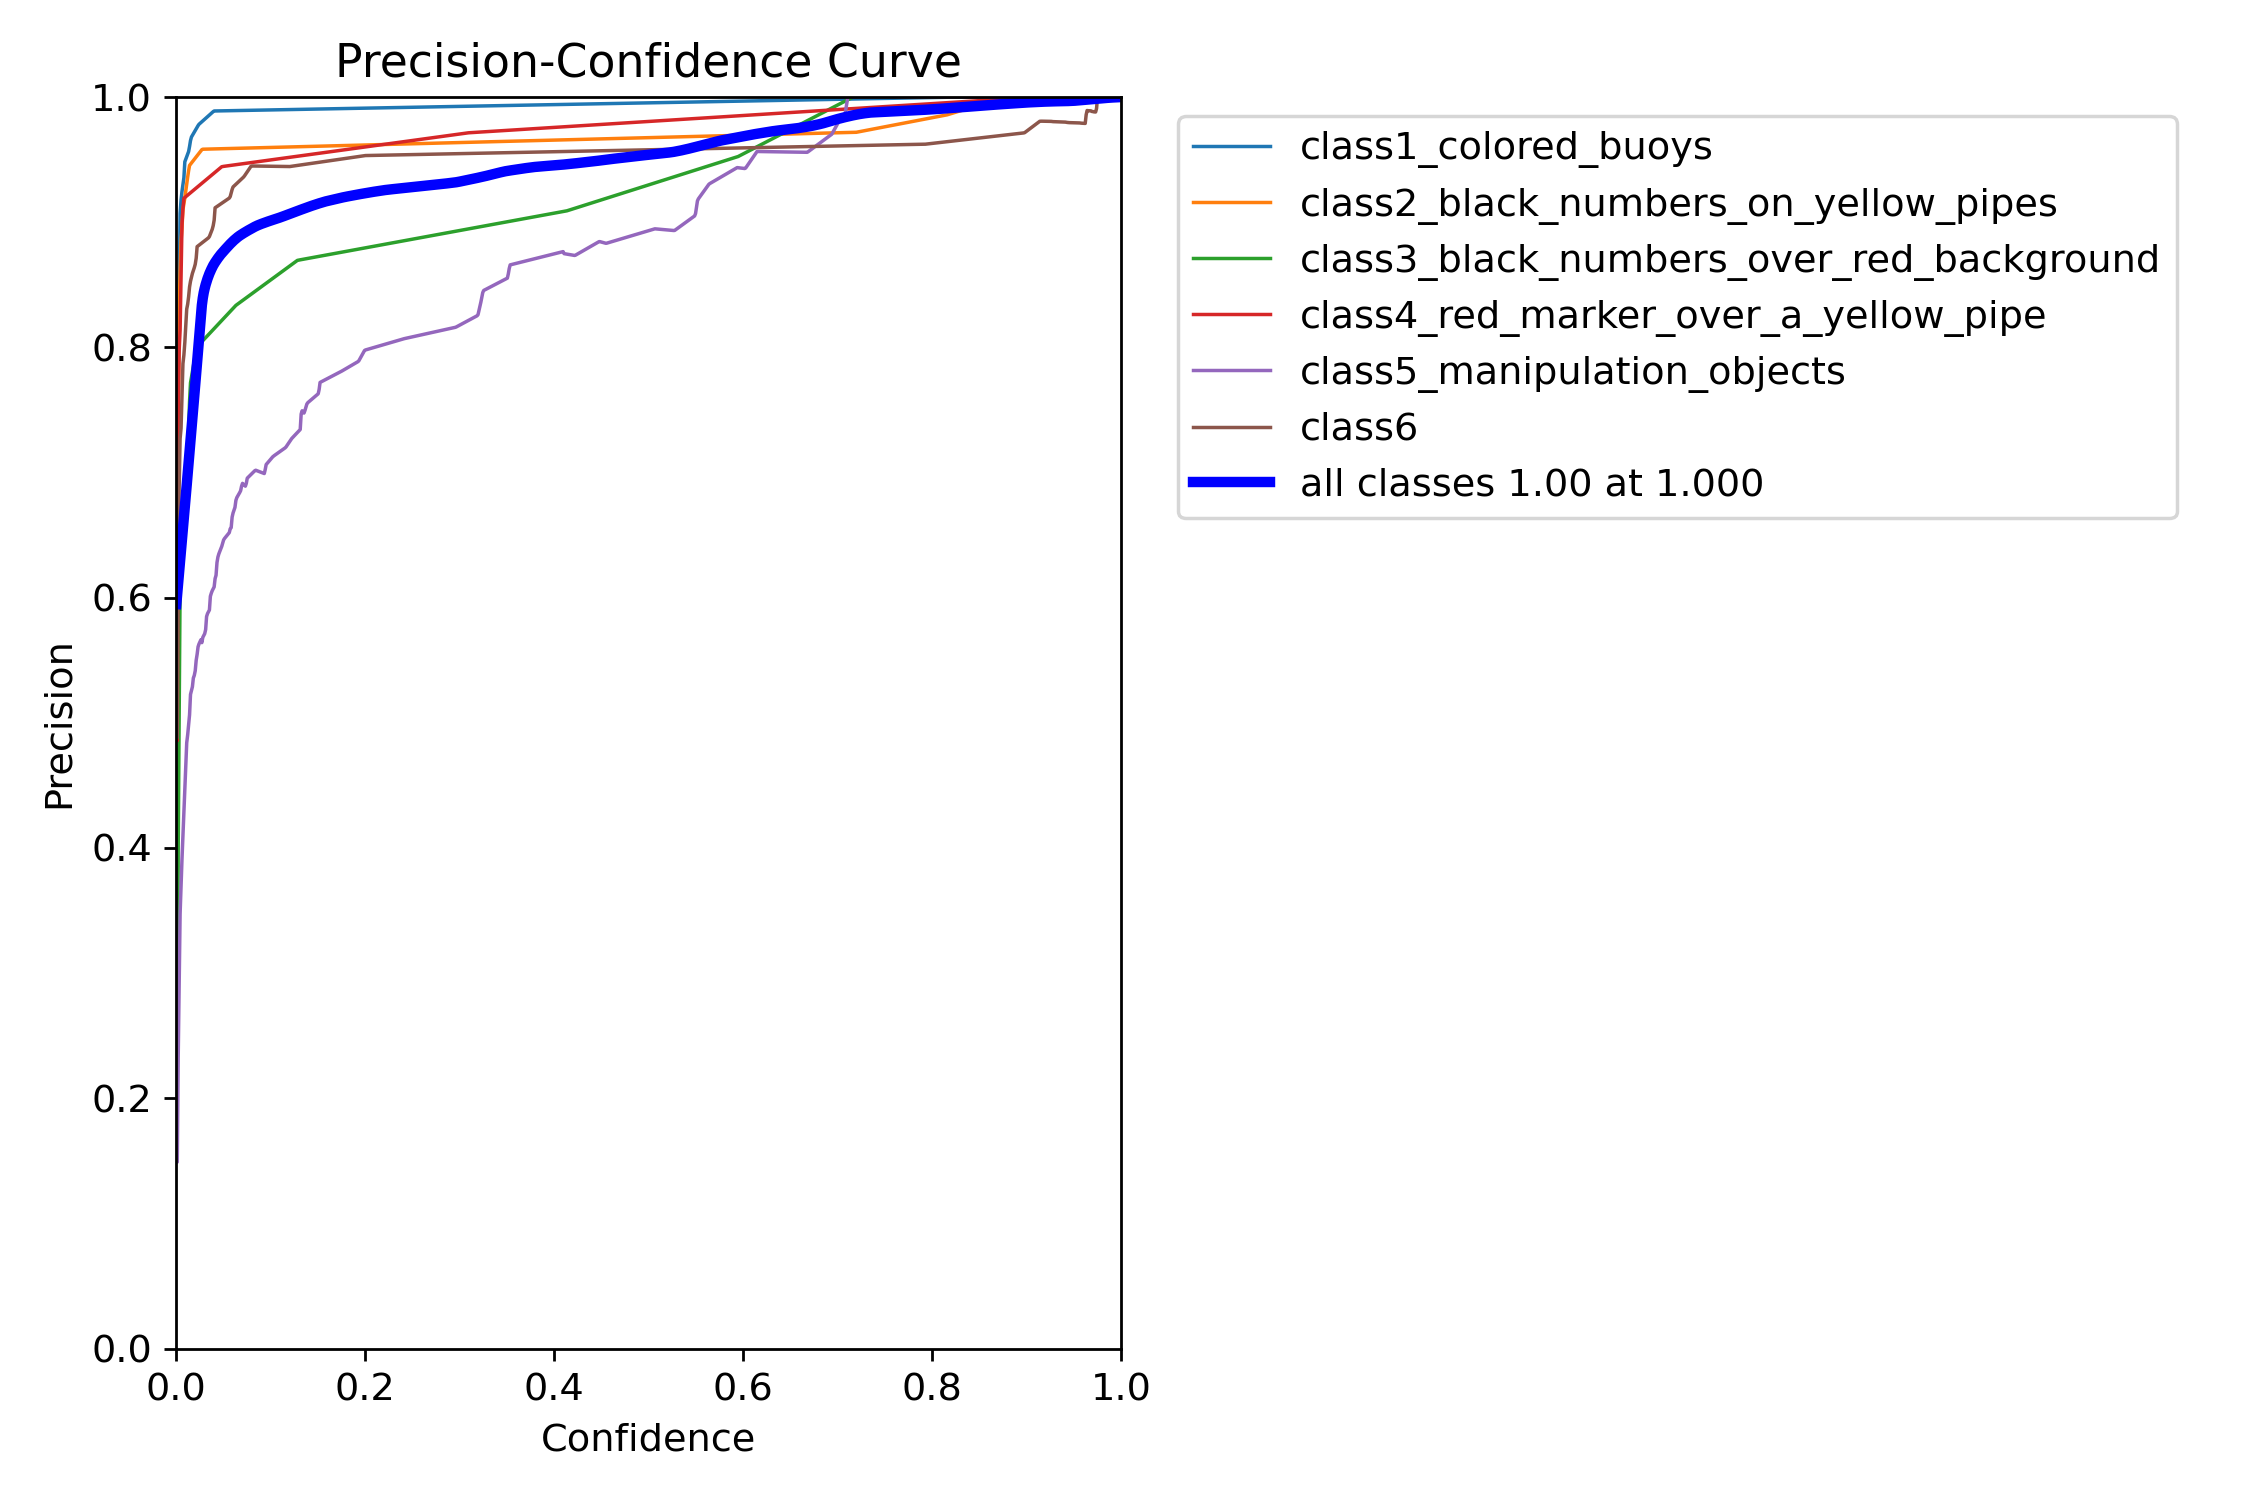 Precision-Confidence Curve
1.0
0.8
0.6
0.4
0.2
0.0
Precision
0.0 0.2 0.4 0.6 0.8 1.0
Confidence
class1_colored_buoys
class2_black_numbers_on_yellow_pipes
class3_black_numbers_over_red_background
class4_red_marker_over_a_yellow_pipe
class5_manipulation_objects
class6
all classes 1.00 at 1.000